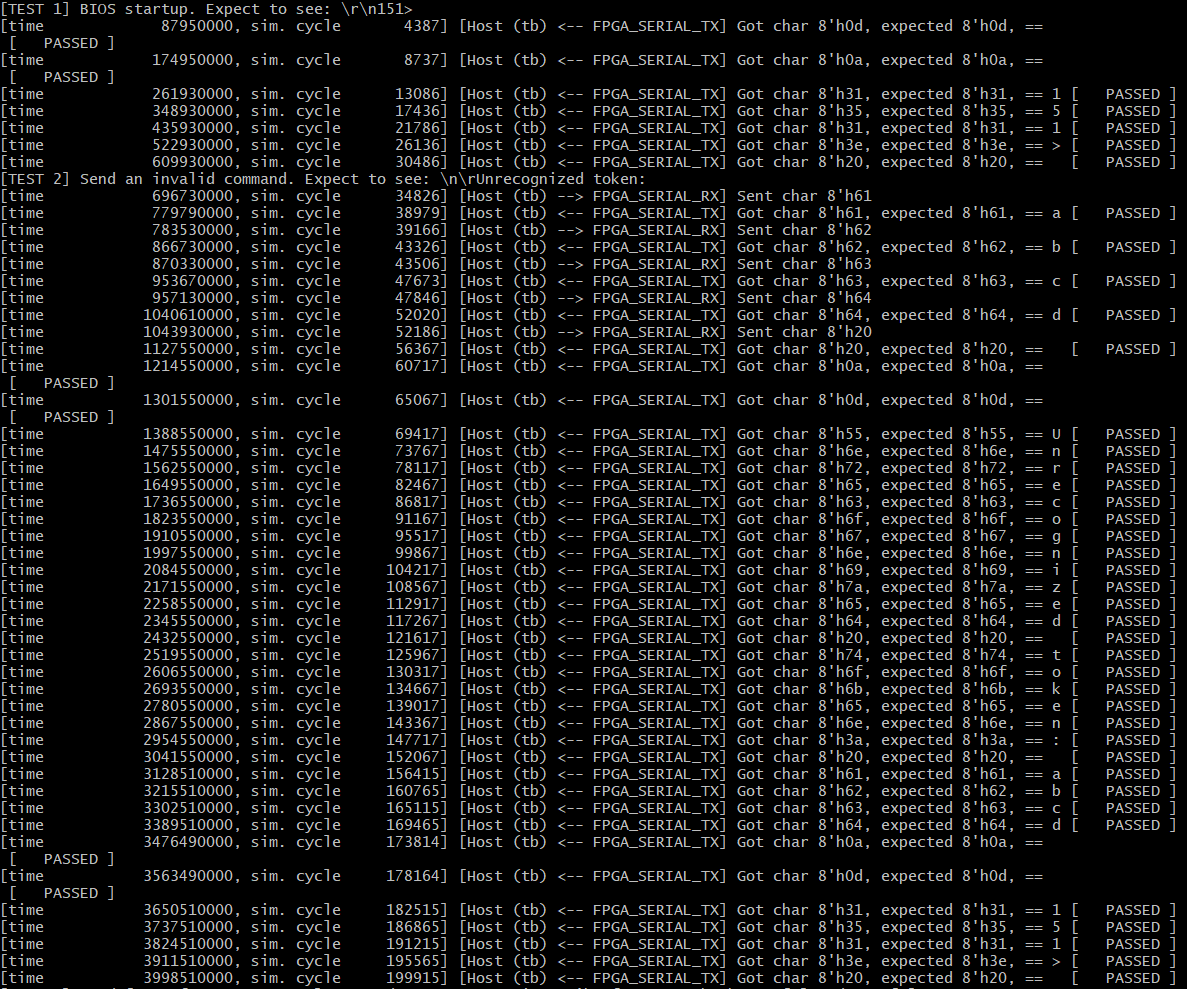 [TEST 1] BIOS startup. Expect to see: \r\n151>
[time             87950000, sim. cycle       4387] [Host (tb) <-- FPGA_SERIAL_TX] Got char 8'h0d, expected 8'h0d, ==
 [   PASSED ]
[time            174950000, sim. cycle       8737] [Host (tb) <-- FPGA_SERIAL_TX] Got char 8'h0a, expected 8'h0a, ==
 [   PASSED ]
[time            261930000, sim. cycle      13086] [Host (tb) <-- FPGA_SERIAL_TX] Got char 8'h31, expected 8'h31, == 1 [   PASSED ]
[time            348930000, sim. cycle      17436] [Host (tb) <-- FPGA_SERIAL_TX] Got char 8'h35, expected 8'h35, == 5 [   PASSED ]
[time            435930000, sim. cycle      21786] [Host (tb) <-- FPGA_SERIAL_TX] Got char 8'h31, expected 8'h31, == 1 [   PASSED ]
[time            522930000, sim. cycle      26136] [Host (tb) <-- FPGA_SERIAL_TX] Got char 8'h3e, expected 8'h3e, == > [   PASSED ]
[time            609930000, sim. cycle      30486] [Host (tb) <-- FPGA_SERIAL_TX] Got char 8'h20, expected 8'h20, ==   [   PASSED ]
[TEST 2] Send an invalid command. Expect to see: \n\rUnrecognized token:
[time            696730000, sim. cycle      34826] [Host (tb) --> FPGA_SERIAL_RX] Sent char 8'h61
[time            779790000, sim. cycle      38979] [Host (tb) <-- FPGA_SERIAL_TX] Got char 8'h61, expected 8'h61, == a [   PASSED ]
[time            783530000, sim. cycle      39166] [Host (tb) --> FPGA_SERIAL_RX] Sent char 8'h62
[time            866730000, sim. cycle      43326] [Host (tb) <-- FPGA_SERIAL_TX] Got char 8'h62, expected 8'h62, == b [   PASSED ]
[time            870330000, sim. cycle      43506] [Host (tb) --> FPGA_SERIAL_RX] Sent char 8'h63
[time            953670000, sim. cycle      47673] [Host (tb) <-- FPGA_SERIAL_TX] Got char 8'h63, expected 8'h63, == c [   PASSED ]
[time            957130000, sim. cycle      47846] [Host (tb) --> FPGA_SERIAL_RX] Sent char 8'h64
[time           1040610000, sim. cycle      52020] [Host (tb) <-- FPGA_SERIAL_TX] Got char 8'h64, expected 8'h64, == d [   PASSED ]
[time           1043930000, sim. cycle      52186] [Host (tb) --> FPGA_SERIAL_RX] Sent char 8'h20
[time           1127550000, sim. cycle      56367] [Host (tb) <-- FPGA_SERIAL_TX] Got char 8'h20, expected 8'h20, ==   [   PASSED ]
[time           1214550000, sim. cycle      60717] [Host (tb) <-- FPGA_SERIAL_TX] Got char 8'h0a, expected 8'h0a, ==
 [   PASSED ]
[time           1301550000, sim. cycle      65067] [Host (tb) <-- FPGA_SERIAL_TX] Got char 8'h0d, expected 8'h0d, ==
 [   PASSED ]
[time           1388550000, sim. cycle      69417] [Host (tb) <-- FPGA_SERIAL_TX] Got char 8'h55, expected 8'h55, == U [   PASSED ]
[time           1475550000, sim. cycle      73767] [Host (tb) <-- FPGA_SERIAL_TX] Got char 8'h6e, expected 8'h6e, == n [   PASSED ]
[time           1562550000, sim. cycle      78117] [Host (tb) <-- FPGA_SERIAL_TX] Got char 8'h72, expected 8'h72, == r [   PASSED ]
[time           1649550000, sim. cycle      82467] [Host (tb) <-- FPGA_SERIAL_TX] Got char 8'h65, expected 8'h65, == e [   PASSED ]
[time           1736550000, sim. cycle      86817] [Host (tb) <-- FPGA_SERIAL_TX] Got char 8'h63, expected 8'h63, == c [   PASSED ]
[time           1823550000, sim. cycle      91167] [Host (tb) <-- FPGA_SERIAL_TX] Got char 8'h6f, expected 8'h6f, == o [   PASSED ]
[time           1910550000, sim. cycle      95517] [Host (tb) <-- FPGA_SERIAL_TX] Got char 8'h67, expected 8'h67, == g [   PASSED ]
[time           1997550000, sim. cycle      99867] [Host (tb) <-- FPGA_SERIAL_TX] Got char 8'h6e, expected 8'h6e, == n [   PASSED ]
[time           2084550000, sim. cycle     104217] [Host (tb) <-- FPGA_SERIAL_TX] Got char 8'h69, expected 8'h69, == i [   PASSED ]
[time           2171550000, sim. cycle     108567] [Host (tb) <-- FPGA_SERIAL_TX] Got char 8'h7a, expected 8'h7a, == z [   PASSED ]
[time           2258550000, sim. cycle     112917] [Host (tb) <-- FPGA_SERIAL_TX] Got char 8'h65, expected 8'h65, == e [   PASSED ]
[time           2345550000, sim. cycle     117267] [Host (tb) <-- FPGA_SERIAL_TX] Got char 8'h64, expected 8'h64, == d [   PASSED ]
[time           2432550000, sim. cycle     121617] [Host (tb) <-- FPGA_SERIAL_TX] Got char 8'h20, expected 8'h20, ==   [   PASSED ]
[time           2519550000, sim. cycle     125967] [Host (tb) <-- FPGA_SERIAL_TX] Got char 8'h74, expected 8'h74, == t [   PASSED ]
[time           2606550000, sim. cycle     130317] [Host (tb) <-- FPGA_SERIAL_TX] Got char 8'h6f, expected 8'h6f, == o [   PASSED ]
[time           2693550000, sim. cycle     134667] [Host (tb) <-- FPGA_SERIAL_TX] Got char 8'h6b, expected 8'h6b, == k [   PASSED ]
[time           2780550000, sim. cycle     139017] [Host (tb) <-- FPGA_SERIAL_TX] Got char 8'h65, expected 8'h65, == e [   PASSED ]
[time           2867550000, sim. cycle     143367] [Host (tb) <-- FPGA_SERIAL_TX] Got char 8'h6e, expected 8'h6e, == n [   PASSED ]
[time           2954550000, sim. cycle     147717] [Host (tb) <-- FPGA_SERIAL_TX] Got char 8'h3a, expected 8'h3a, == : [   PASSED ]
[time           3041550000, sim. cycle     152067] [Host (tb) <-- FPGA_SERIAL_TX] Got char 8'h20, expected 8'h20, ==   [   PASSED ]
[time           3128510000, sim. cycle     156415] [Host (tb) <-- FPGA_SERIAL_TX] Got char 8'h61, expected 8'h61, == a [   PASSED ]
[time           3215510000, sim. cycle     160765] [Host (tb) <-- FPGA_SERIAL_TX] Got char 8'h62, expected 8'h62, == b [   PASSED ]
[time           3302510000, sim. cycle     165115] [Host (tb) <-- FPGA_SERIAL_TX] Got char 8'h63, expected 8'h63, == c [   PASSED ]
[time           3389510000, sim. cycle     169465] [Host (tb) <-- FPGA_SERIAL_TX] Got char 8'h64, expected 8'h64, == d [   PASSED ]
[time           3476490000, sim. cycle     173814] [Host (tb) <-- FPGA_SERIAL_TX] Got char 8'h0a, expected 8'h0a, ==
 [   PASSED ]
[time           3563490000, sim. cycle     178164] [Host (tb) <-- FPGA_SERIAL_TX] Got char 8'h0d, expected 8'h0d, ==
 [   PASSED ]
[time           3650510000, sim. cycle     182515] [Host (tb) <-- FPGA_SERIAL_TX] Got char 8'h31, expected 8'h31, == 1 [   PASSED ]
[time           3737510000, sim. cycle     186865] [Host (tb) <-- FPGA_SERIAL_TX] Got char 8'h35, expected 8'h35, == 5 [   PASSED ]
[time           3824510000, sim. cycle     191215] [Host (tb) <-- FPGA_SERIAL_TX] Got char 8'h31, expected 8'h31, == 1 [   PASSED ]
[time           3911510000, sim. cycle     195565] [Host (tb) <-- FPGA_SERIAL_TX] Got char 8'h3e, expected 8'h3e, == > [   PASSED ]
[time           3998510000, sim. cycle     199915] [Host (tb) <-- FPGA_SERIAL_TX] Got char 8'h20, expected 8'h20, ==   [   PASSED ]